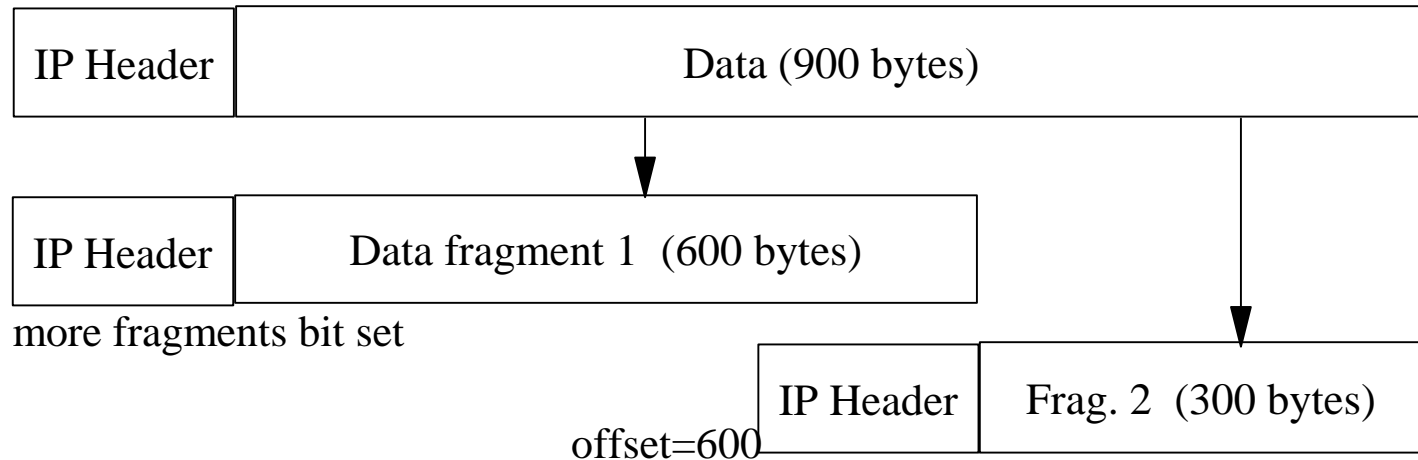 IP Header Data (900 bytes)
IP Header Data fragment 1 (600 bytes)
more fragments bit set
IP Header Frag. 2 (300 bytes)
offset=600